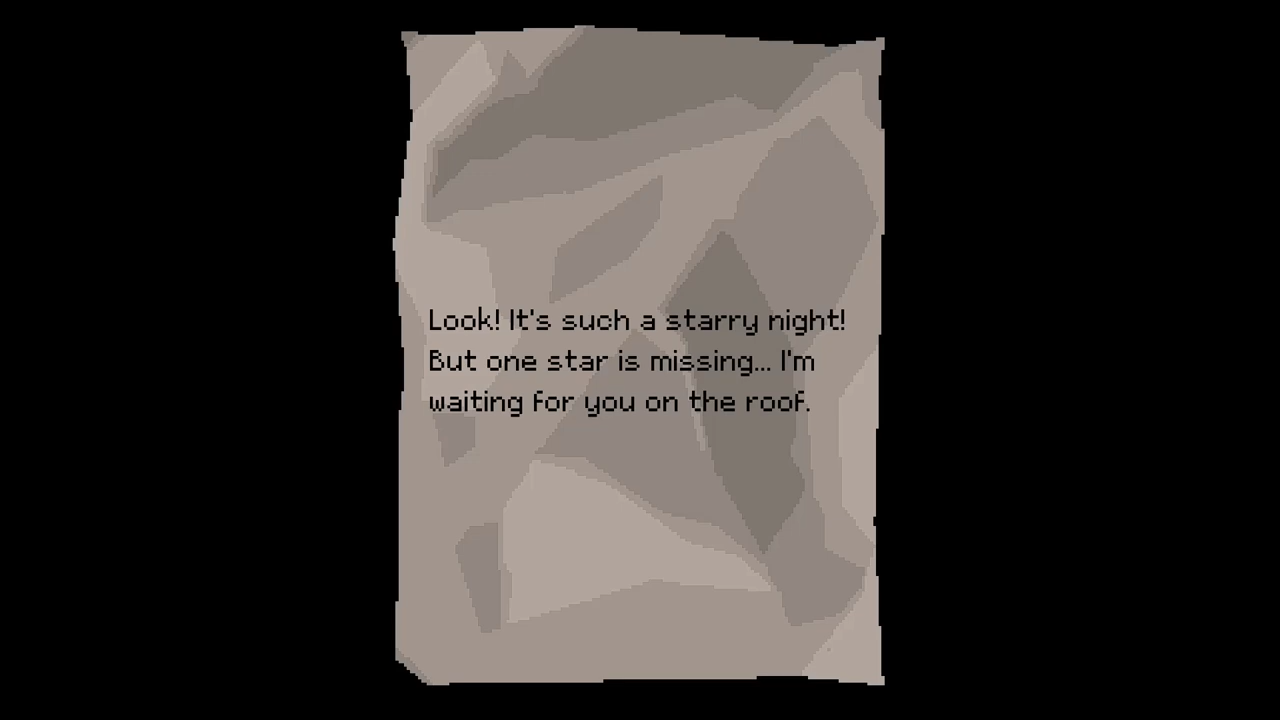 Look! It's such a starry night!
But one star is missing... I'm
waiting for you on the roof.